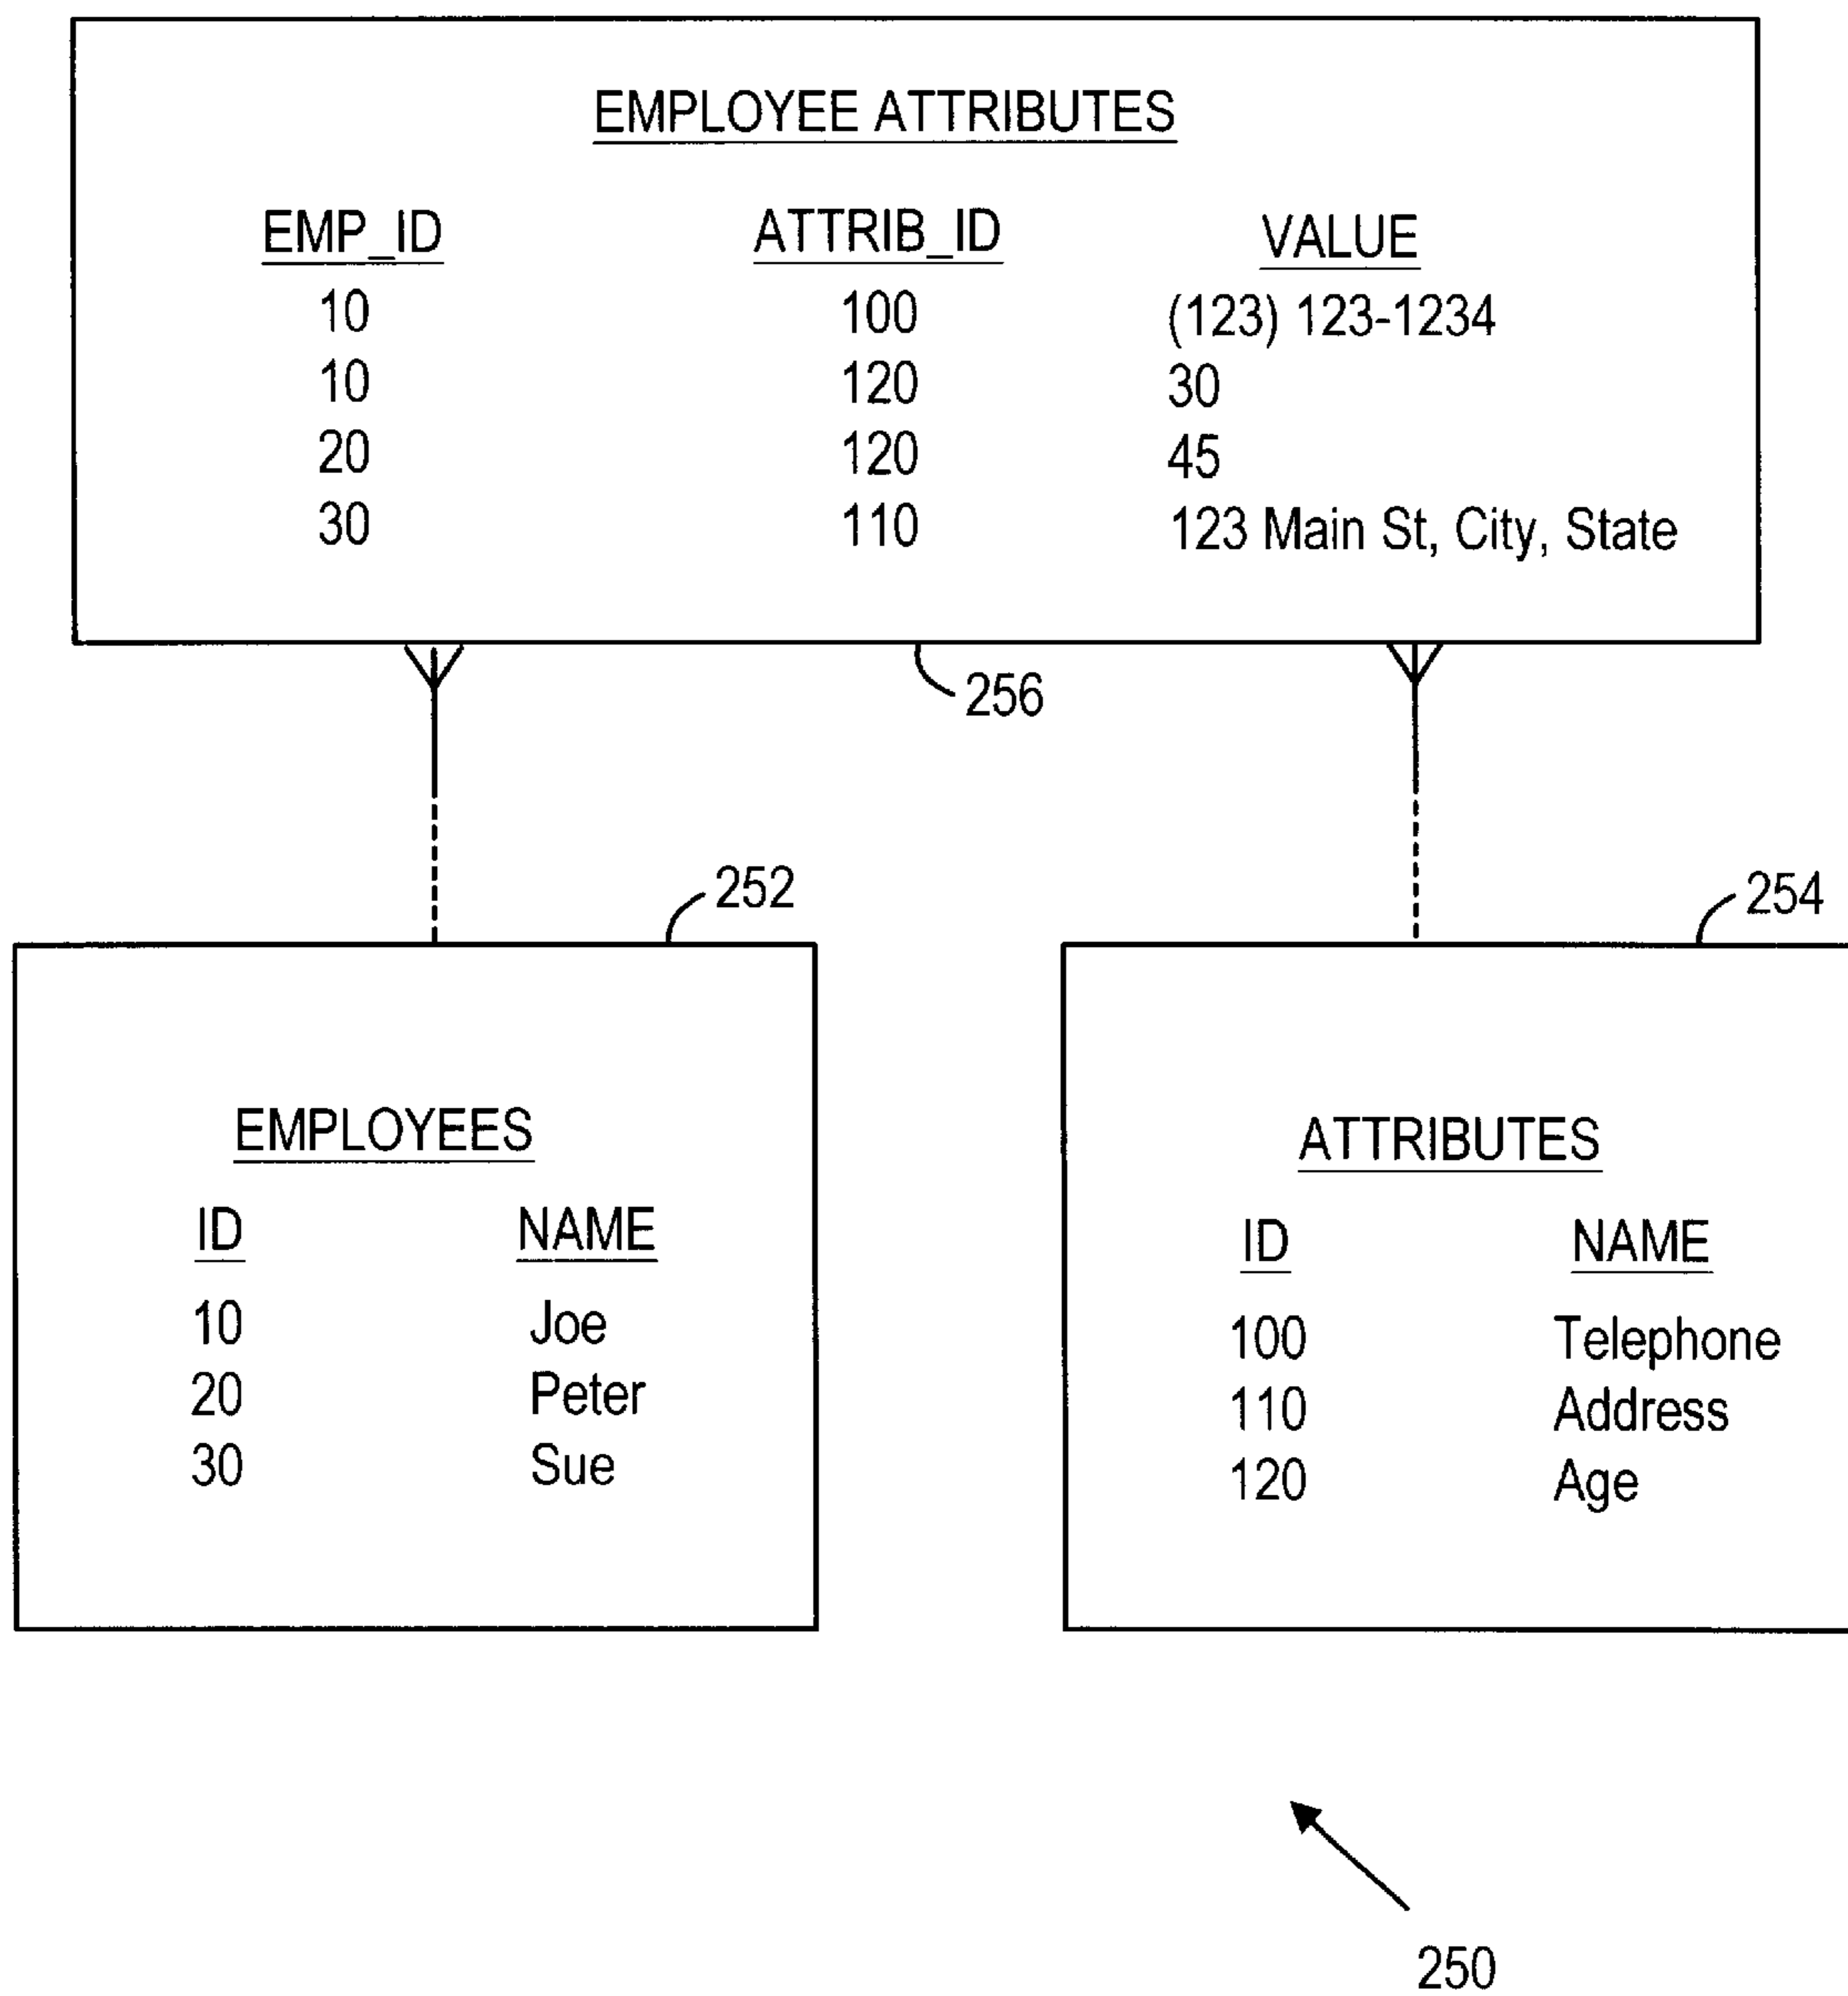 EMPLOYEE ATTRIBUTES
EMP_ID ATTRIB_ID VALUE
10 100 (123) 123-1234
10 120 30
20 120 45
30 110 123 Main St, City, State
256
252
254
EMPLOYEES
ID NAME
10 Joe
20 Peter
30 Sue
ATTRIBUTES
ID NAME
100 Telephone
110 Address
120 Age
250